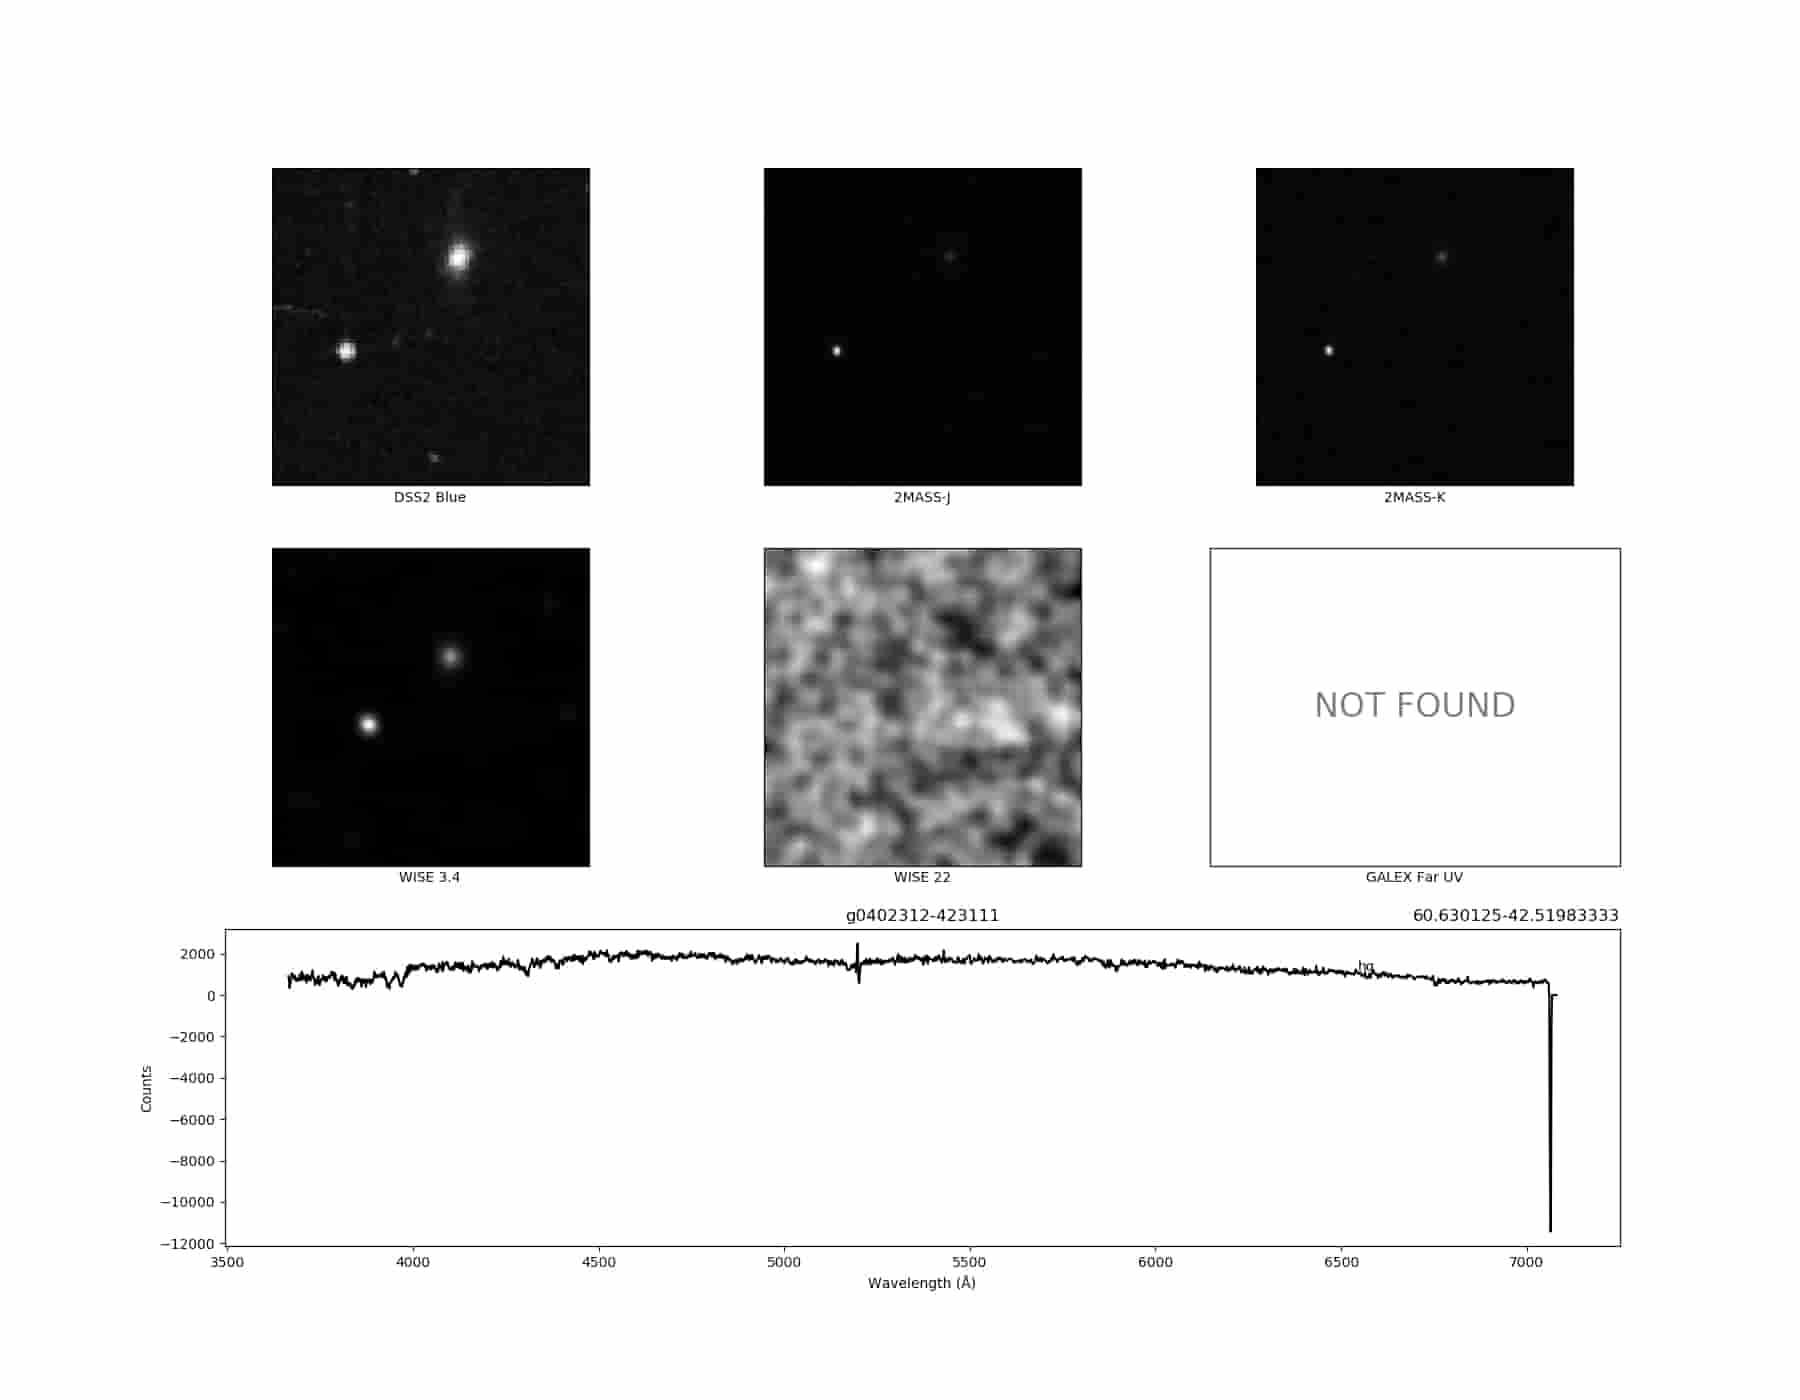 DSS2 Blue
2MASS-J
2MASS-K
NOT FOUND
WISE 3.4
WISE 22
GALEX Far UV
g0402312-423111
60.630125-42.51983333
2000
0
−2000
−4000
−6000
−8000
−10000
−12000
Counts
3500
4000
4500
5000
5500
6000
6500
7000
Wavelength (Å)